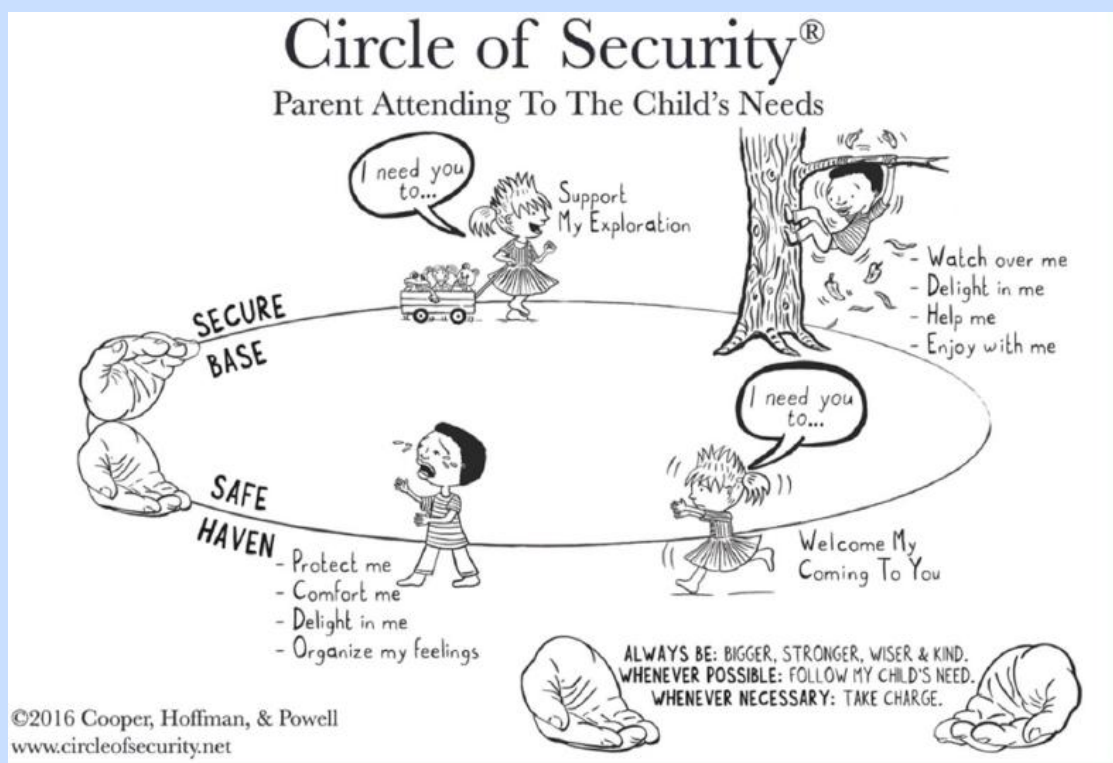 Circle of Security®
Parent Attending To The Child's Needs
I need you
to...
Support
My Exploration
- Watch over me
- Delight in me
- Help me
- Enjoy with me
SECURE
BASE
I need you
to...
SAFE
HAVEN
- Protect me
- Comfort me
- Delight in me
- Organize my feelings
Welcome My
Coming To You
ALWAYS BE: BIGGER, STRONGER, WISER & KIND.
WHENEVER POSSIBLE: FOLLOW MY CHILD'S NEED.
WHENEVER NECESSARY: TAKE CHARGE.
©2016 Cooper, Hoffman, & Powell
www.circleofsecurity.net